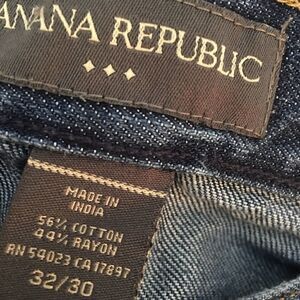 ANANA REPUBLIC
MADE IN
INDIA
56% COTTON
44% RAYON
RN 54023 CA 17897
32/30